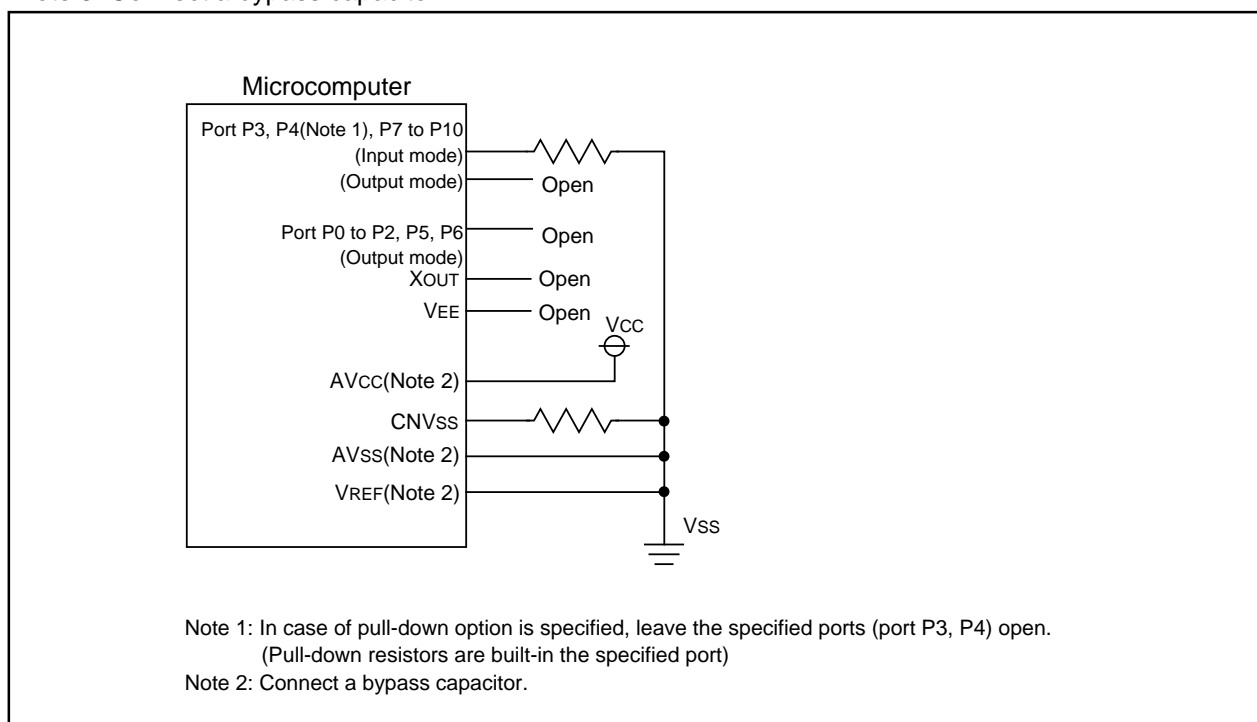 Microcomputer
Port P3, P4(Note 1), P7 to P10
(Input mode)
(Output mode)
Open
Port P0 to P2, P5, P6
Open
(Output mode)
XOUT
Open
VEE
Open
VCC
AVCC(Note 2)
CNVSS
AVSS(Note 2)
VREF(Note 2)
VSS
Note 1: In case of pull-down option is specified, leave the specified ports (port P3, P4) open.
(Pull-down resistors are built-in the specified port)
Note 2: Connect a bypass capacitor.